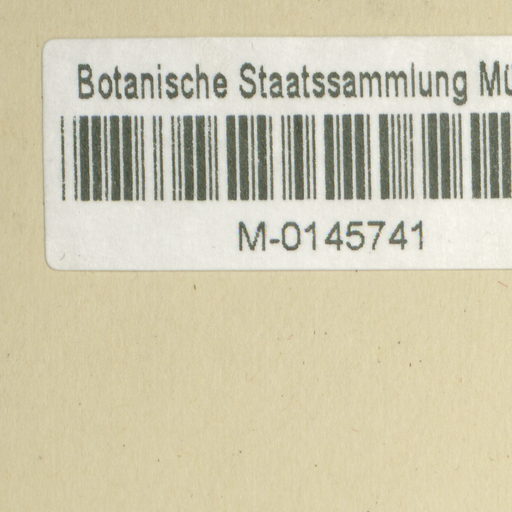 Botanische Staatssammlung Mü
M-0145741